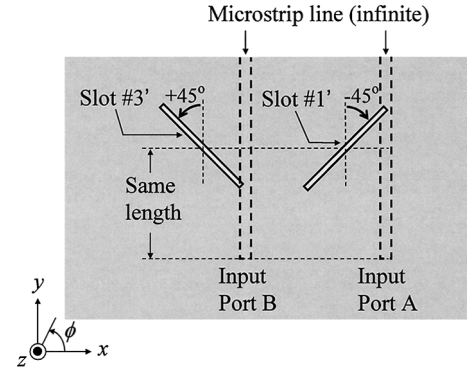 Microstrip line (infinite)
Slot #3’ +45° Slot #1’ -45°
Same
length
Input
Port B
Input
Port A
y
ϕ
z x